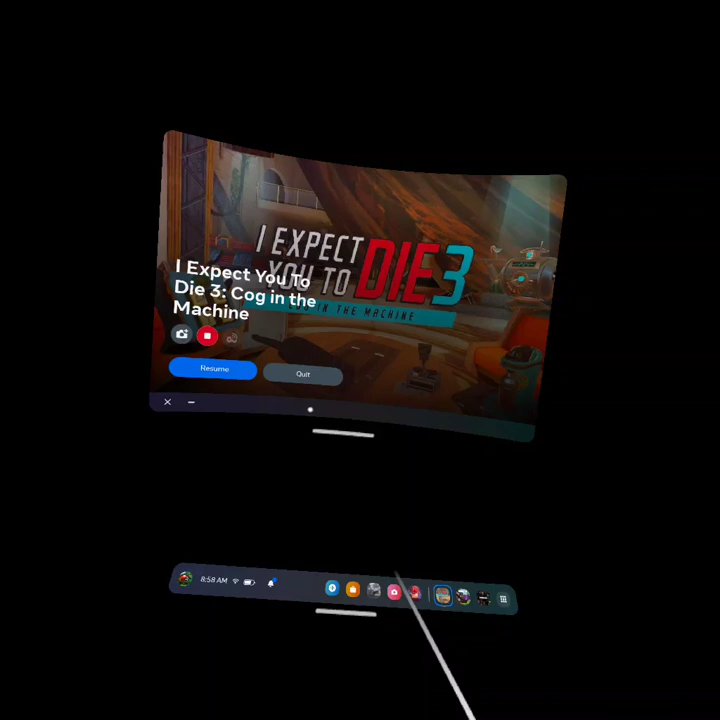 I EXPECT
YOU TO
DIE 3
COG IN THE MACHINE
I Expect You To
Die 3: Cog in the
Machine
Resume
Quit
8:58 AM